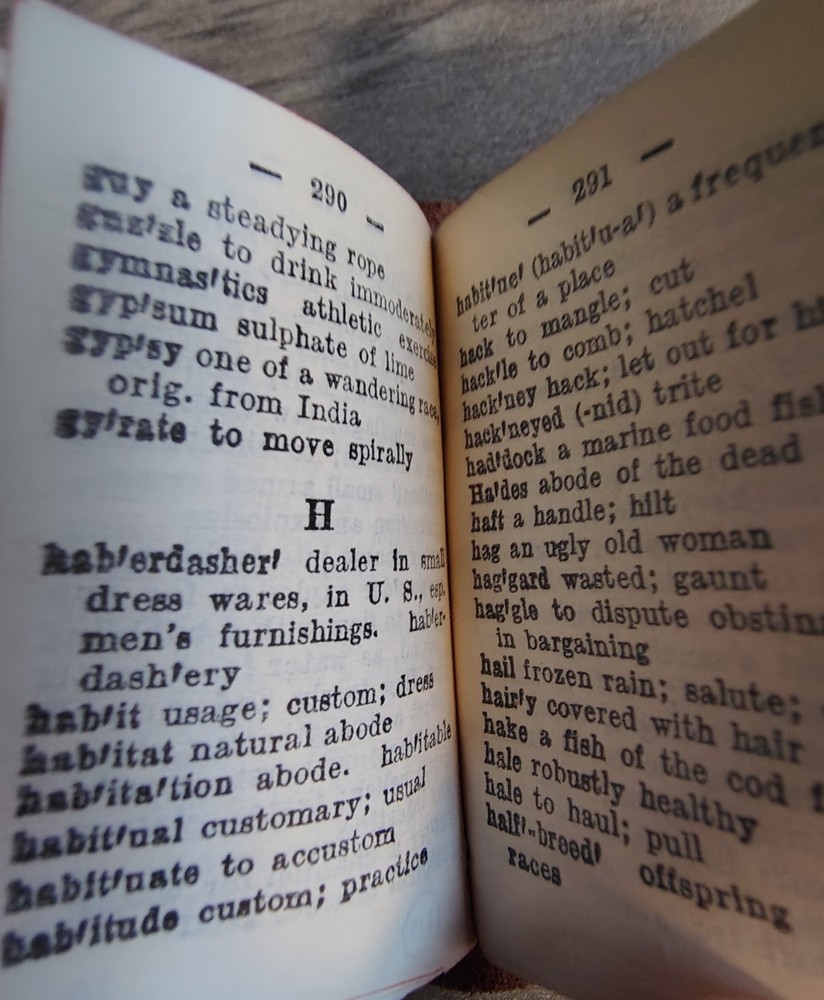 — 290 —
guy a steadying rope
guz'zle to drink immoderately
gymnas'tics athletic exercise
gyp'sum sulphate of lime
gyp'sy one of a wandering race,
orig. from India
gy'rate to move spirally
H
hab'erdasher' dealer in small
dress wares, in U. S., esp.
men's furnishings. hab'er-
dash'ery
hab'it usage; custom; dress
hab'itat natural abode
hab'ita'tion abode. hab'itable
habit'ual customary; usual
habit'uate to accustom
hab'itude custom; practice
— 291 —
habit'ue' (habit'u-a') a frequen
ter of a place
hack to mangle; cut
hack'le to comb; hatchel
hack'ney hack; let out for
hack'neyed (-nid) trite
had'dock a marine food fish
Ha'des abode of the dead
haft a handle; hilt
hag an ugly old woman
hag'gard wasted; gaunt
hag'gle to dispute obstin
in bargaining
hail frozen rain; salute;
hair'y covered with hair
hake a fish of the cod
hale robustly healthy
hale to haul; pull
half'-breed' offspring
races